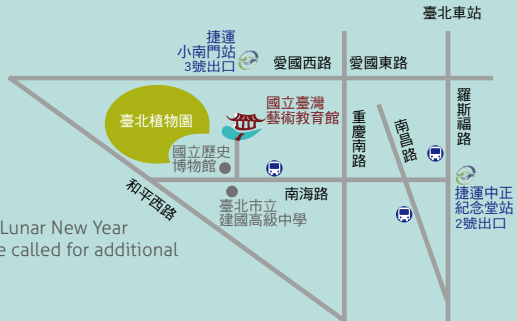 臺北車站
捷運
小南門站
3號出口
愛國西路
愛國東路
國立臺灣
藝術教育館
臺北植物園
重慶南路
南昌路
羅斯福路
國立歷史
博物館
和平西路
南海路
捷運中正
紀念堂站
2號出口
臺北市立
建國高級中學
Lunar New Year
e called for additional